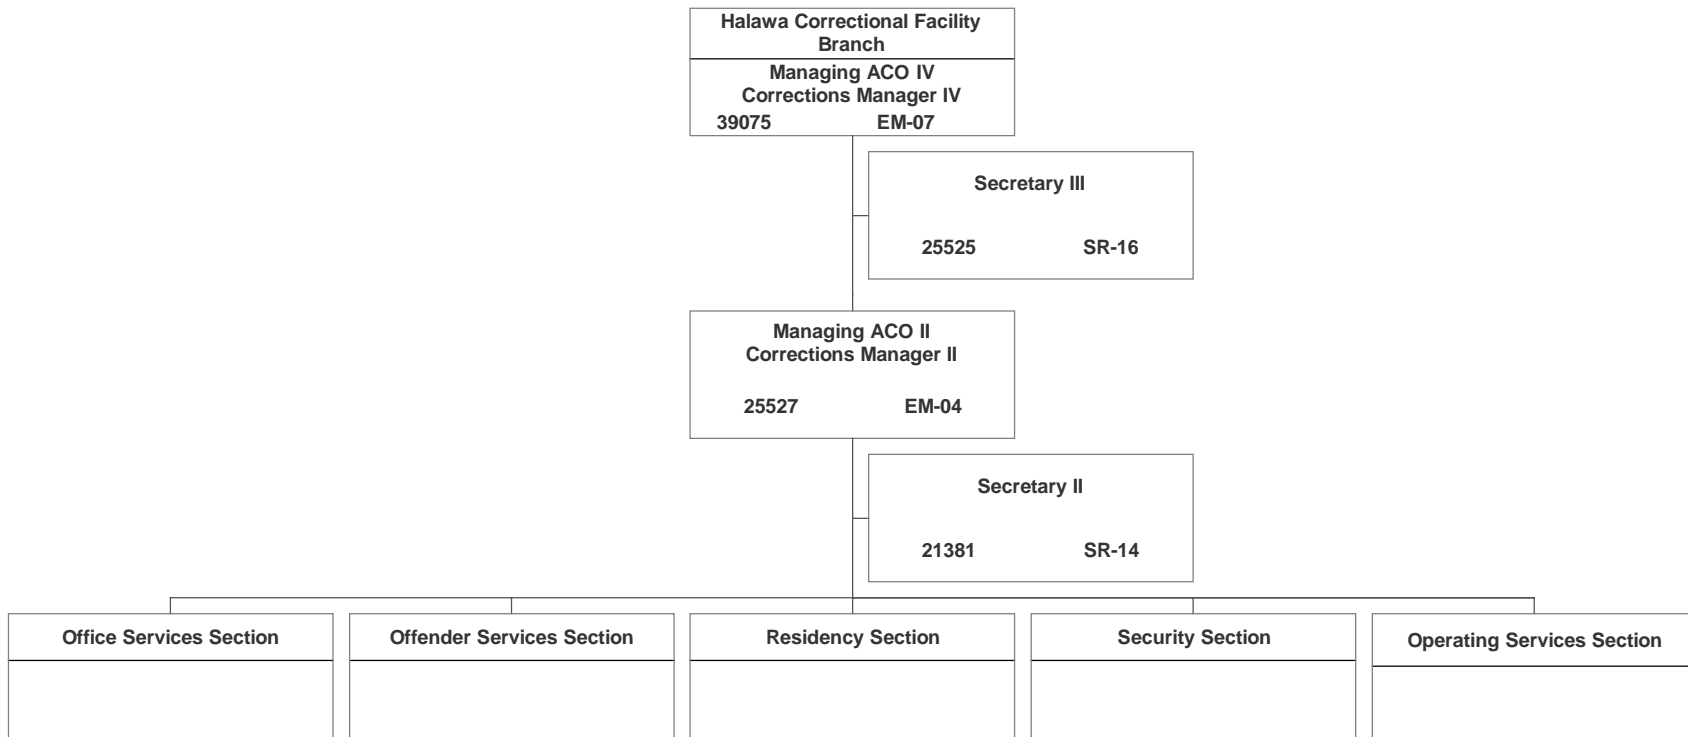 Halawa Correctional Facility
Branch
Managing ACO IV
Corrections Manager IV
39075 EM-07
Secretary III
25525 SR-16
Managing ACO II
Corrections Manager II
25527 EM-04
Secretary II
21381 SR-14
Office Services Section
Offender Services Section
Residency Section
Security Section
Operating Services Section